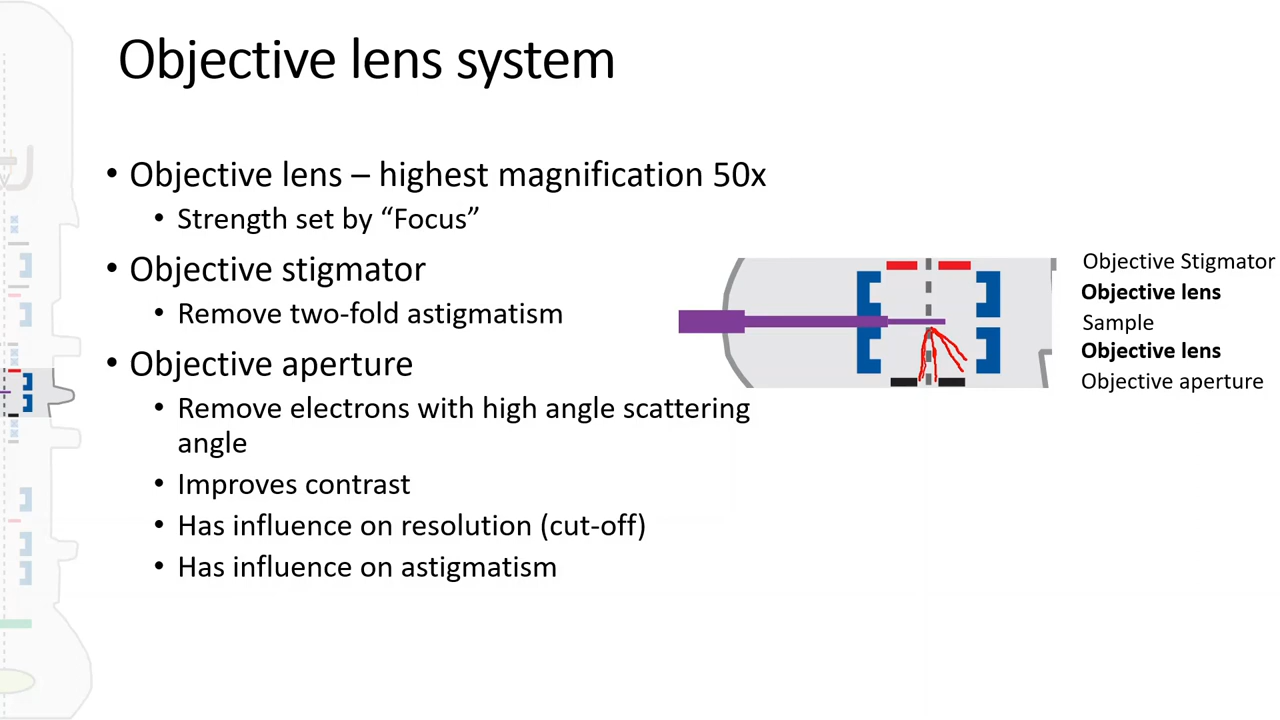 Objective lens system
• Objective lens – highest magnification 50x
• Strength set by “Focus”
• Objective stigmator
• Remove two-fold astigmatism
• Objective aperture
• Remove electrons with high angle scattering
angle
• Improves contrast
• Has influence on resolution (cut-off)
• Has influence on astigmatism
Objective Stigmator
Objective lens
Sample
Objective lens
Objective aperture